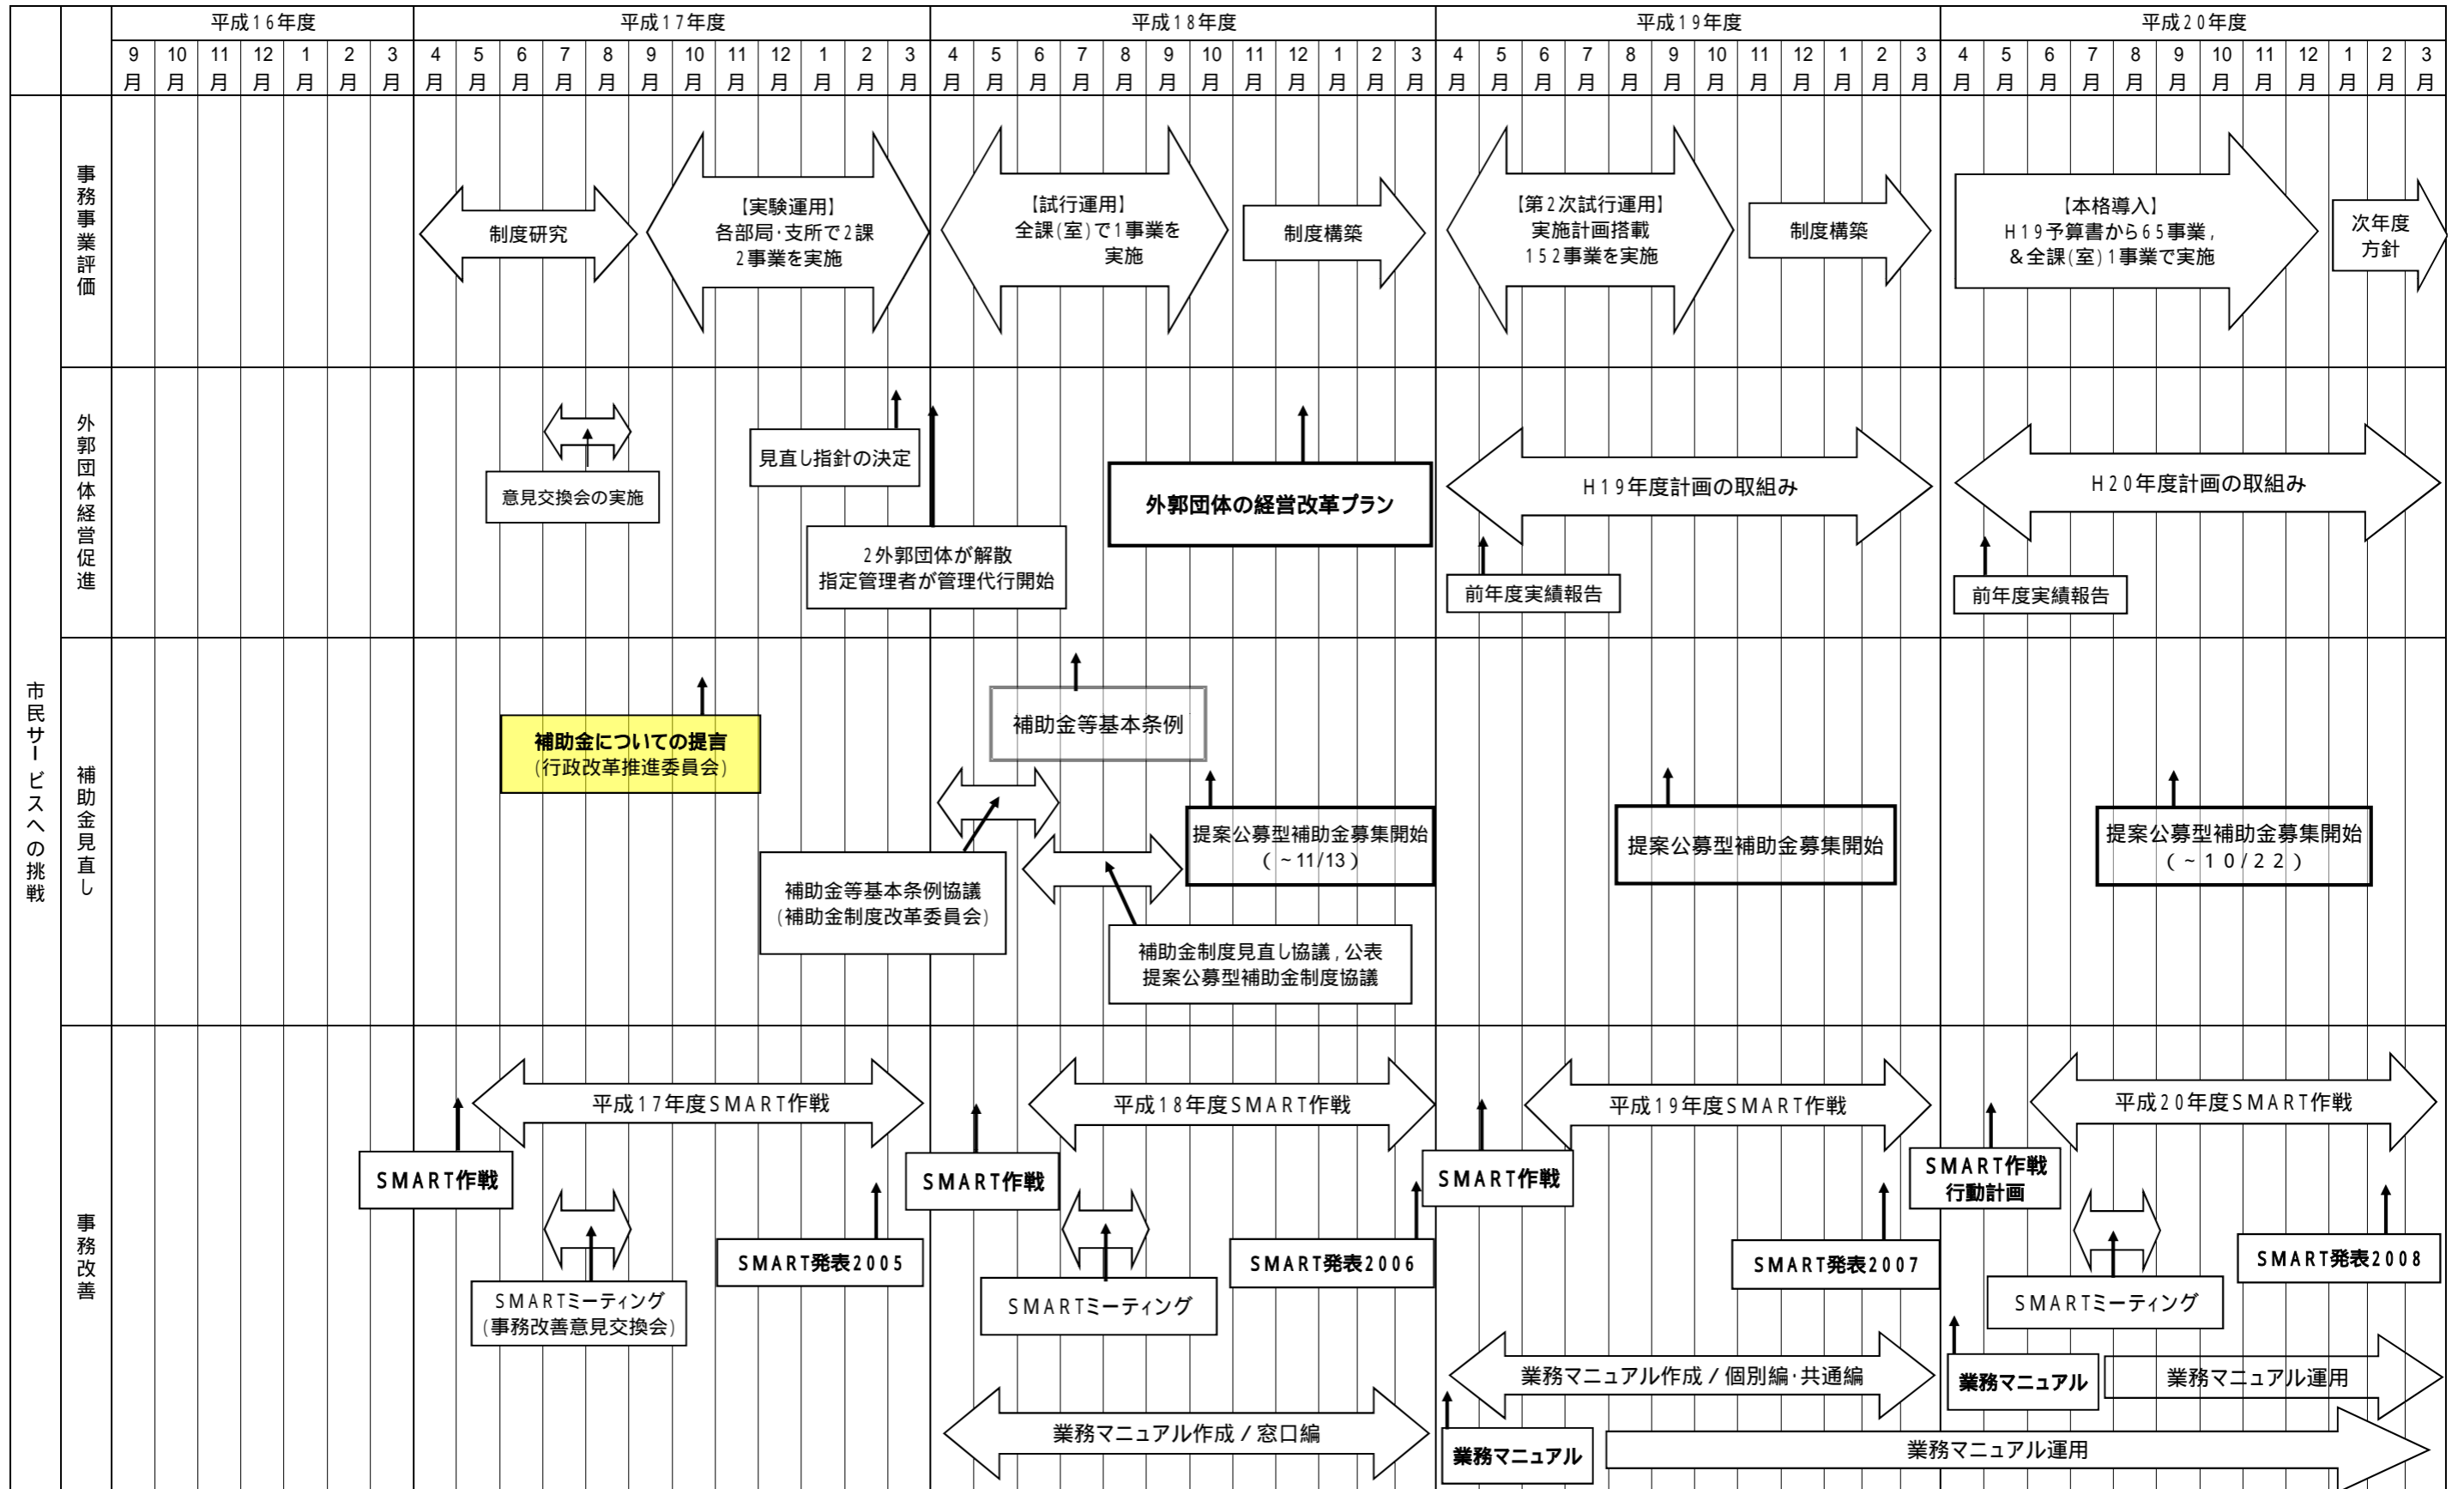 平成16年度 平成17年度 平成18年度 平成19年度 平成20年度
9月 10月 11月 12月 1月 2月 3月 4月 5月 6月 7月 8月 9月 10月 11月 12月 1月 2月 3月 4月 5月 6月 7月 8月 9月 10月 11月 12月 1月 2月 3月 4月 5月 6月 7月 8月 9月 10月 11月 12月 1月 2月 3月 4月 5月 6月 7月 8月 9月 10月 11月 12月 1月 2月 3月
市民サービスへの挑戦
事務事業評価
制度研究
【実験運用】
各部局・支所で2課
2事業を実施
【試行運用】
全課(室)で1事業を
実施
制度構築
【第2次試行運用】
実施計画搭載
152事業を実施
制度構築
【本格導入】
H19予算書から65事業,
&全課(室)1事業で実施
次年度
方針
外郭団体経営促進
意見交換会の実施
見直し指針の決定
2外郭団体が解散
指定管理者が管理代行開始
外郭団体の経営改革プラン
H19年度計画の取組み
前年度実績報告
H20年度計画の取組み
前年度実績報告
補助金見直し
補助金についての提言
(行政改革推進委員会)
補助金等基本条例
補助金等基本条例協議
(補助金制度改革委員会)
提案公募型補助金募集開始
(~11/13)
補助金制度見直し協議,公表
提案公募型補助金制度協議
提案公募型補助金募集開始
提案公募型補助金募集開始
(~10/22)
事務改善
平成17年度SMART作戦
SMART作戦
SMARTミーティング
(事務改善意見交換会)
SMART発表2005
平成18年度SMART作戦
SMART作戦
SMARTミーティング
SMART発表2006
業務マニュアル作成/窓口編
平成19年度SMART作戦
SMART作戦
SMART発表2007
業務マニュアル作成/個別編・共通編
業務マニュアル
業務マニュアル運用
平成20年度SMART作戦
SMART作戦
行動計画
SMARTミーティング
SMART発表2008
業務マニュアル
業務マニュアル運用